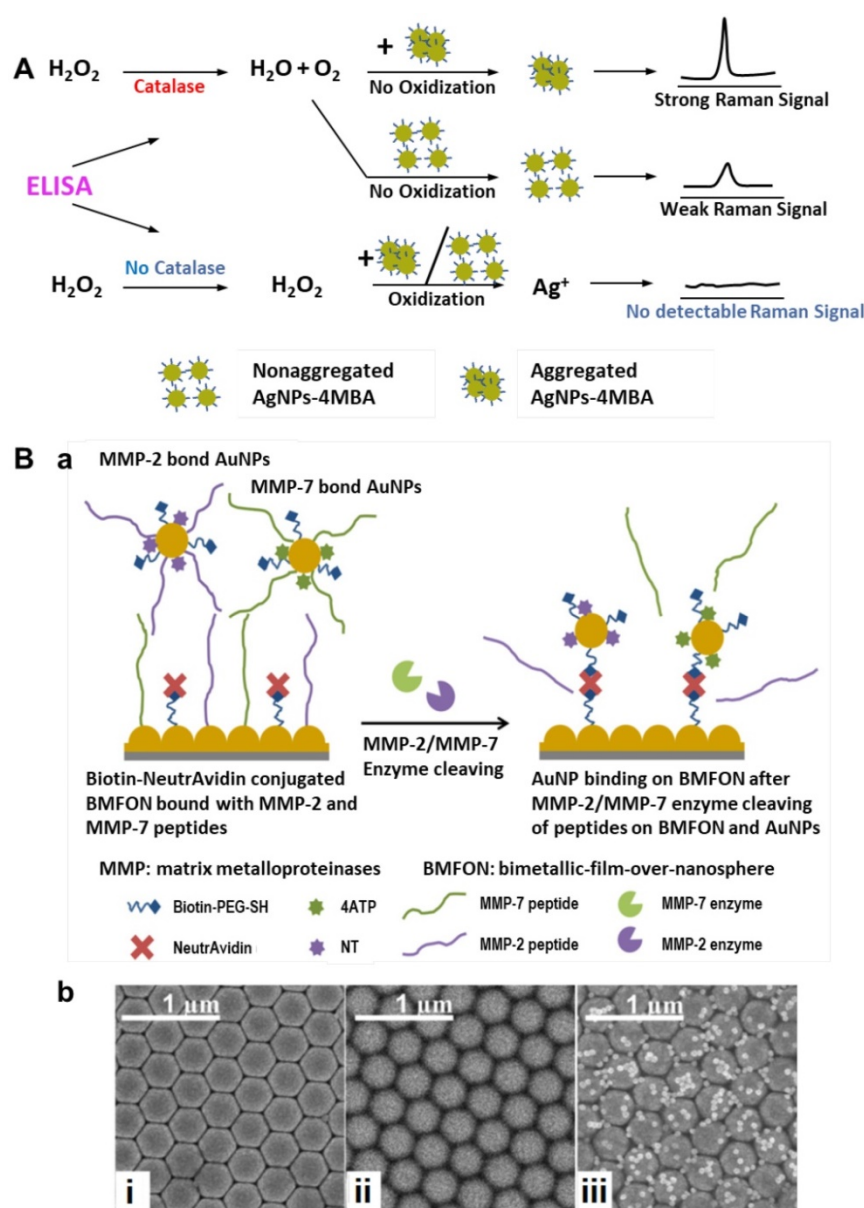 A
H₂O₂
Catalase
H₂O + O₂
+
No Oxidization
Strong Raman Signal
ELISA
No Oxidization
Weak Raman Signal
H₂O₂
No Catalase
H₂O₂
+
Oxidization
Ag⁺
No detectable Raman Signal
Nonaggregated
AgNPs-4MBA
Aggregated
AgNPs-4MBA
B a
MMP-2 bond AuNPs
MMP-7 bond AuNPs
MMP-2/MMP-7
Enzyme cleaving
Biotin-NeutrAvidin conjugated
BMFON bound with MMP-2 and
MMP-7 peptides
AuNP binding on BMFON after
MMP-2/MMP-7 enzyme cleaving
of peptides on BMFON and AuNPs
MMP: matrix metalloproteinases
BMFON: bimetallic-film-over-nanosphere
Biotin-PEG-SH
4ATP
MMP-7 peptide
MMP-7 enzyme
NeutrAvidin
NT
MMP-2 peptide
MMP-2 enzyme
b
1 µm
1 µm
1 µm
i
ii
iii